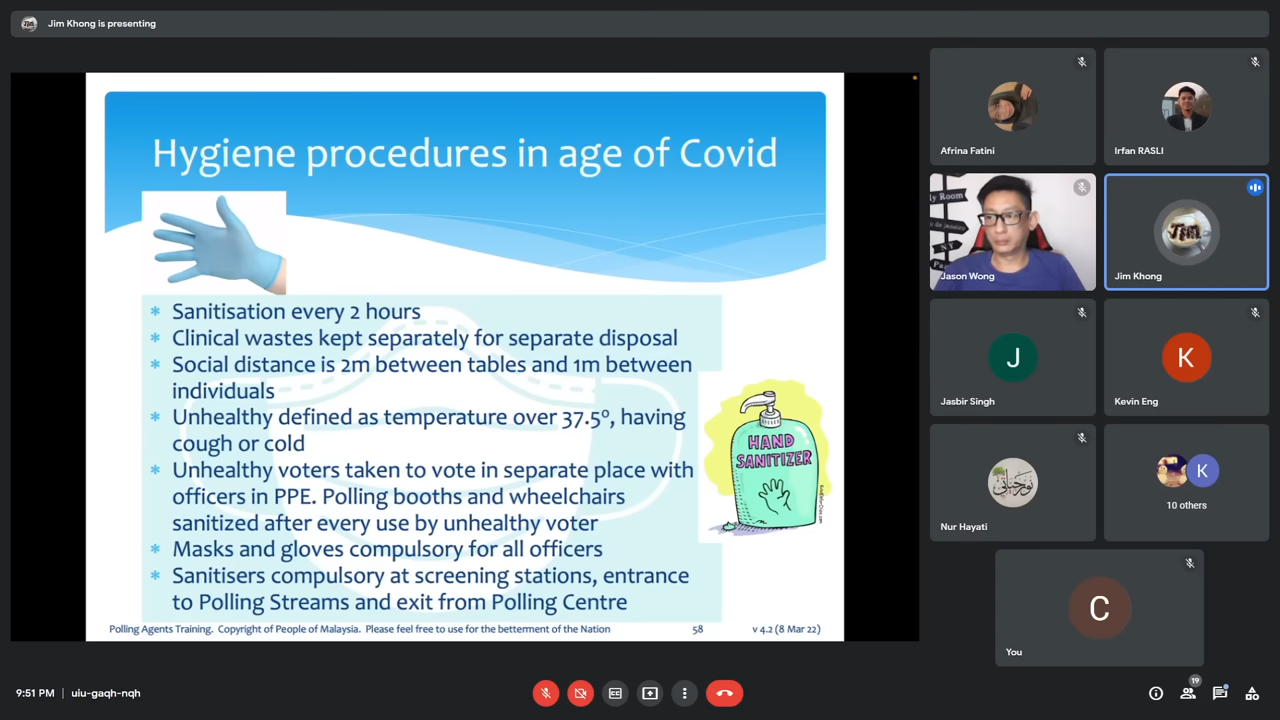 Jim Khong is presenting
Hygiene procedures in age of Covid
* Sanitisation every 2 hours
* Clinical wastes kept separately for separate disposal
* Social distance is 2m between tables and 1m between
individuals
* Unhealthy defined as temperature over 37.5°, having
cough or cold
* Unhealthy voters taken to vote in separate place with
officers in PPE. Polling booths and wheelchairs
sanitized after every use by unhealthy voter
* Masks and gloves compulsory for all officers
* Sanitisers compulsory at screening stations, entrance
to Polling Streams and exit from Polling Centre
HAND
SANITIZER
Polling Agents Training. Copyright of People of Malaysia. Please feel free to use for the betterment of the Nation
58
v 4.2 (8 Mar 22)
Afrina Fatini
Irfan RASLI
Jason Wong
Jim
Jim Khong
J
Jasbir Singh
K
Kevin Eng
Nur Hayati
K
10 others
C
You
9:51 PM | uiu-gaqh-nqh
19